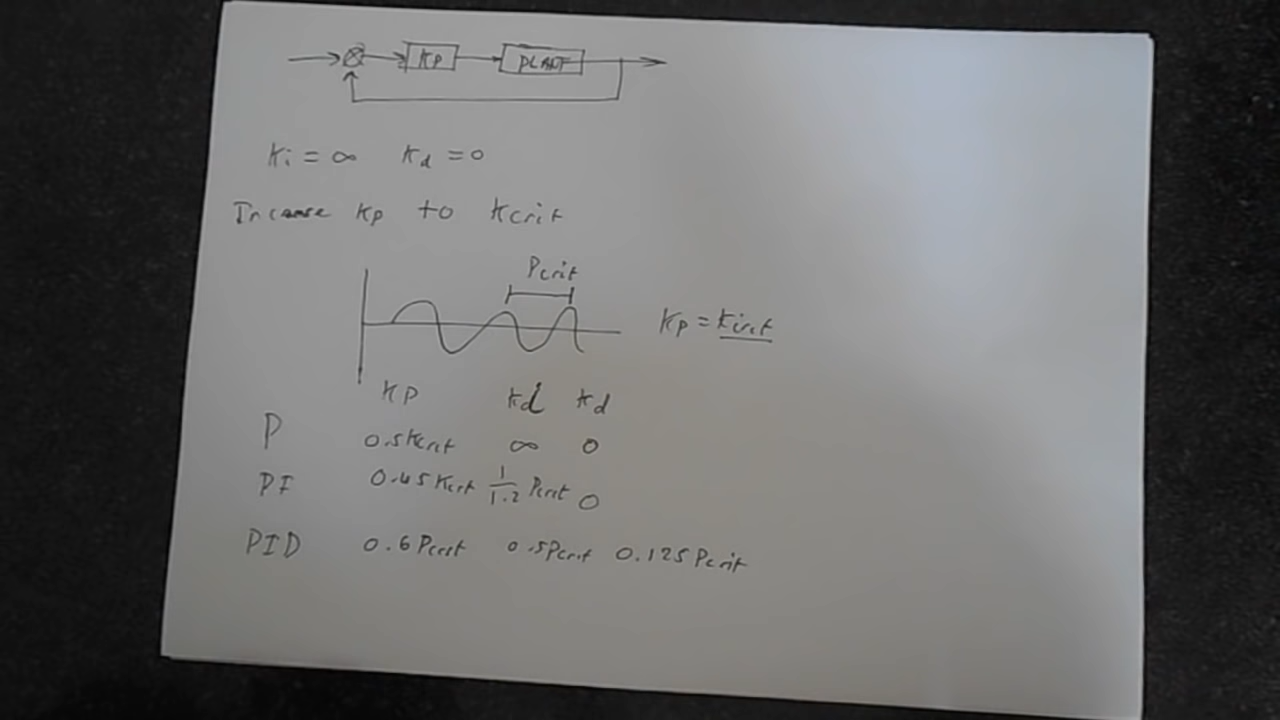 Kp PLANT
Ki = ∞ Kd = 0
Increase Kp to Kcrit
Pcrit
Kp = Kcrit
Kp Ki Kd
P 0.5Kcrit ∞ 0
PI 0.45Kcrit 1/1.2 Pcrit 0
PID 0.6Pcrit 0.5Pcrit 0.125Pcrit